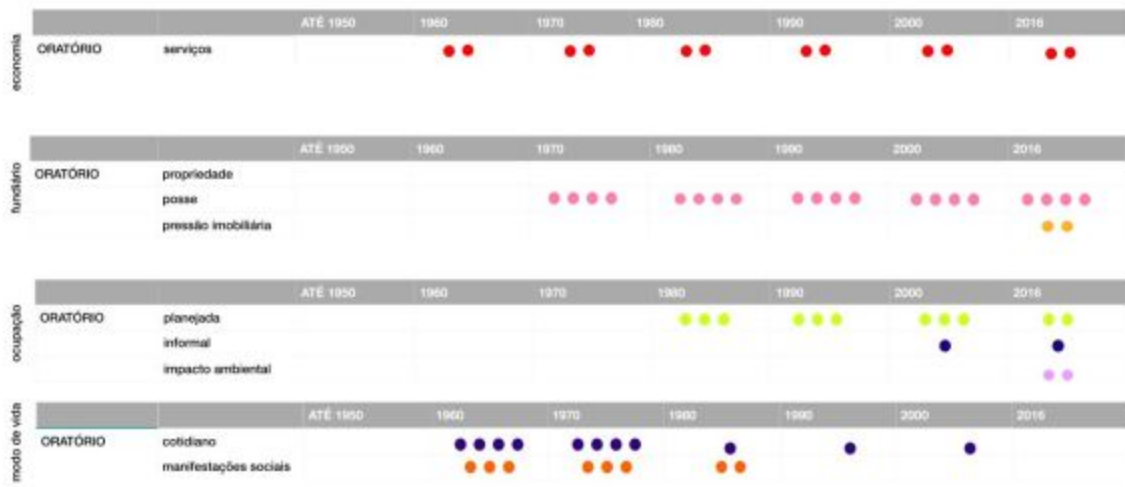 ATÉ 1950 1960 1970 1980 1990 2000 2016
economia
ORATÓRIO serviços
ATÉ 1950 1960 1970 1980 1990 2000 2016
fundiário
ORATÓRIO propriedade
posse
pressão imobiliária
ATÉ 1950 1960 1970 1980 1990 2000 2016
ocupação
ORATÓRIO planejada
informal
impacto ambiental
ATÉ 1950 1960 1970 1980 1990 2000 2016
modo de vida
ORATÓRIO cotidiano
manifestações sociais